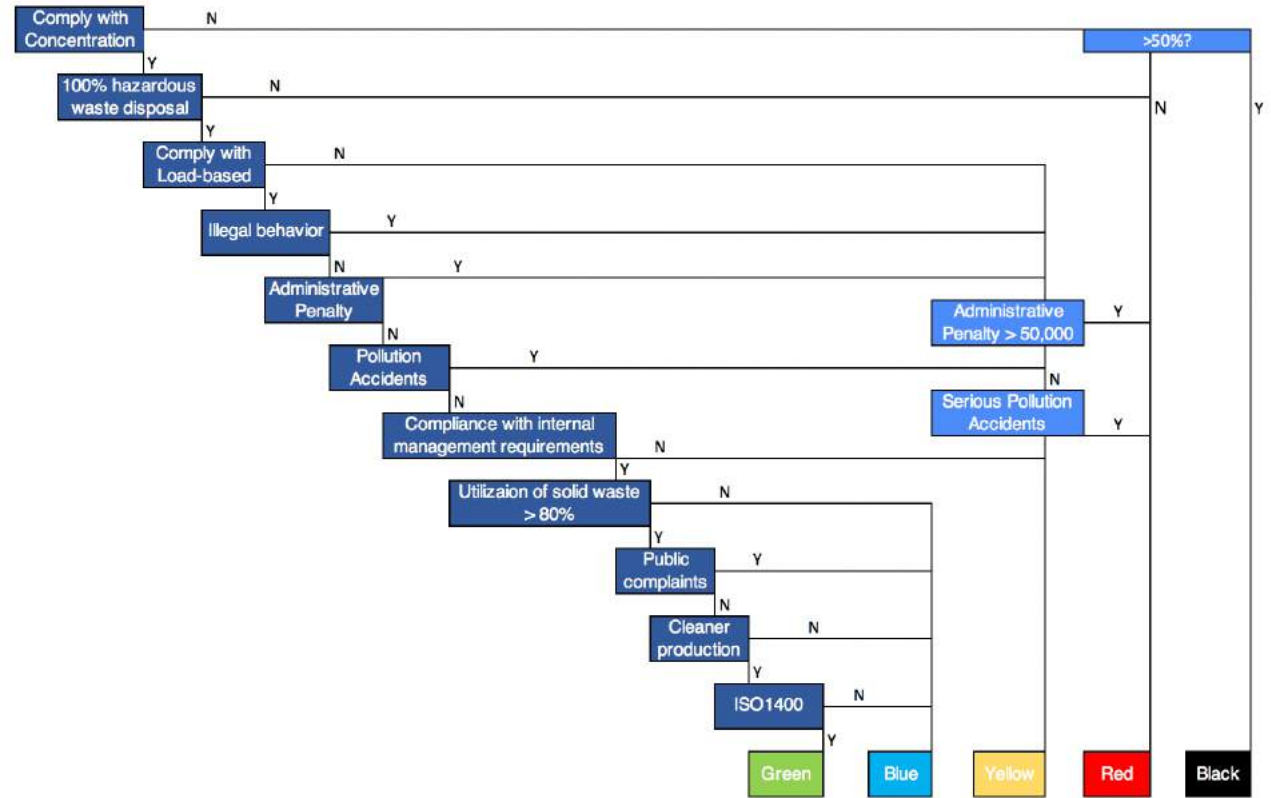 Comply with
Concentration
N
>50%?
Y
100% hazardous
waste disposal
N
N
Y
Y
Comply with
Load-based
N
Y
Illegal behavior
Y
N
Y
Administrative
Penalty
Administrative
Penalty > 50,000
Y
N
Pollution
Accidents
Y
N
N
Serious Pollution
Accidents
Y
Compliance with internal
management requirements
N
Y
Utilizaion of solid waste
> 80%
N
Y
Public
complaints
Y
N
Cleaner
production
N
Y
ISO1400
N
Y
Green
Blue
Yellow
Red
Black